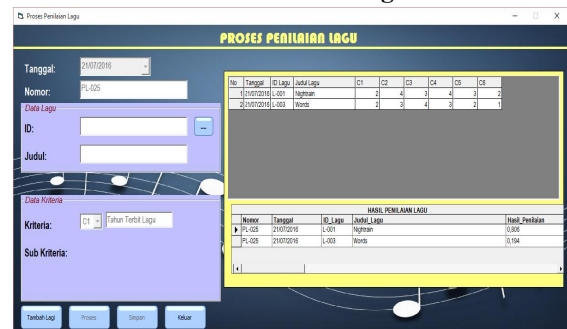 Proses Penilaian Lagu
PROSES PENILAIAN LAGU
Tanggal: 21/07/2016
Nomor: PL-025
Data Lagu
ID: ...
Judul:
Data Kriteria
Kriteria: C1 Tahun Terbit Lagu
Sub Kriteria:
Tambah Lagi Proses Simpan Keluar
No Tanggal ID Lagu Judul Lagu C1 C2 C3 C4 C5 C6
1 21/07/2016 L-001 Nightrain 2 4 3 4 3 2
2 21/07/2016 L-003 Words 2 3 4 3 2 1
HASIL PENILAIAN LAGU
Nomor Tanggal ID_Lagu Judul_Lagu Hasil_Penilaian
PL-025 21/07/2016 L-001 Nightrain 0,806
PL-025 21/07/2016 L-003 Words 0,194